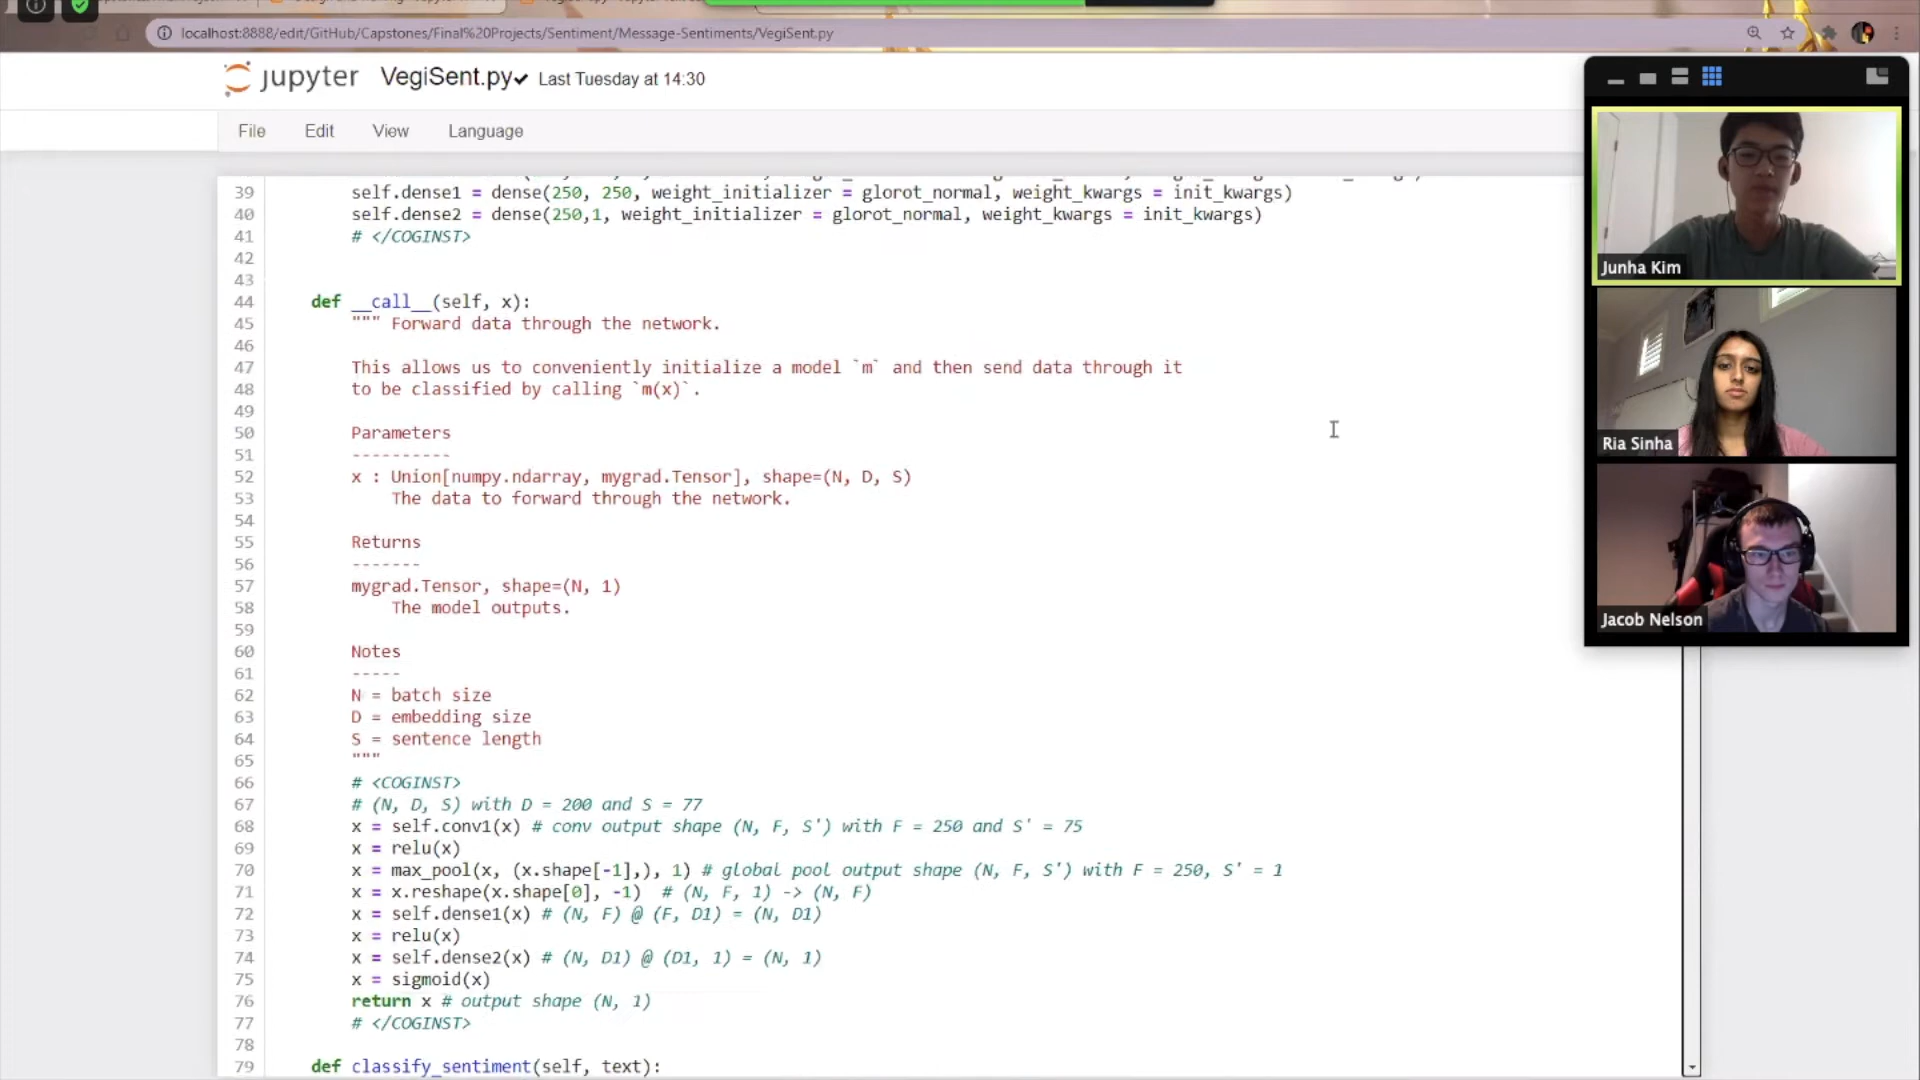 localhost:8888/edit/GitHub/Capstones/Final%20Projects/Sentiment/Message-Sentiments/VegiSent.py
jupyter VegiSent.py✔ Last Tuesday at 14:30
File Edit View Language
39 self.dense1 = dense(250, 250, weight_initializer = glorot_normal, weight_kwargs = init_kwargs)
40 self.dense2 = dense(250,1, weight_initializer = glorot_normal, weight_kwargs = init_kwargs)
41 # </COGINST>
42
43
44 def __call__(self, x):
45 """ Forward data through the network.
46
47 This allows us to conveniently initialize a model `m` and then send data through it
48 to be classified by calling `m(x)`.
49
50 Parameters
51 ----------
52 x : Union[numpy.ndarray, mygrad.Tensor], shape=(N, D, S)
53 The data to forward through the network.
54
55 Returns
56 -------
57 mygrad.Tensor, shape=(N, 1)
58 The model outputs.
59
60 Notes
61 -----
62 N = batch size
63 D = embedding size
64 S = sentence length
65 """
66 # <COGINST>
67 # (N, D, S) with D = 200 and S = 77
68 x = self.conv1(x) # conv output shape (N, F, S') with F = 250 and S' = 75
69 x = relu(x)
70 x = max_pool(x, (x.shape[-1],), 1) # global pool output shape (N, F, S') with F = 250, S' = 1
71 x = x.reshape(x.shape[0], -1) # (N, F, 1) -> (N, F)
72 x = self.dense1(x) # (N, F) @ (F, D1) = (N, D1)
73 x = relu(x)
74 x = self.dense2(x) # (N, D1) @ (D1, 1) = (N, 1)
75 x = sigmoid(x)
76 return x # output shape (N, 1)
77 # </COGINST>
78
79 def classify_sentiment(self, text):
Junha Kim
Ria Sinha
Jacob Nelson